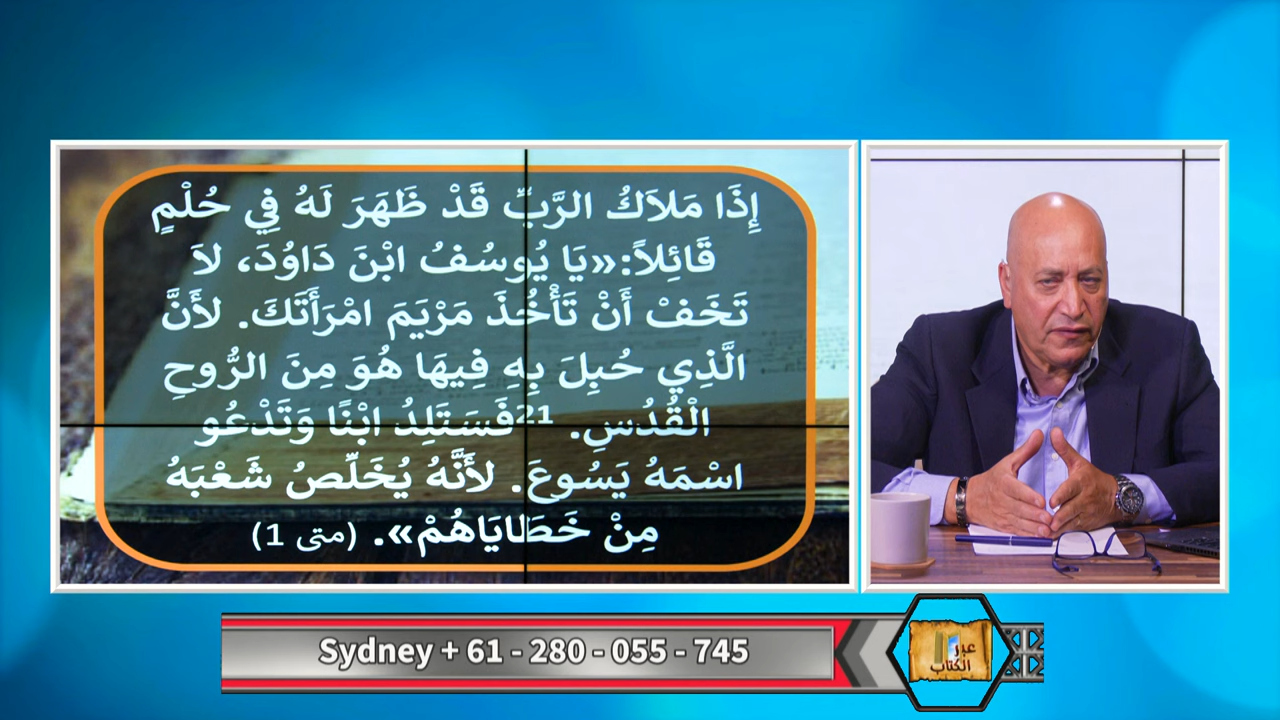 إِذَا مَلاَكُ الرَّبِّ قَدْ ظَهَرَ لَهُ فِي حُلْمٍ
قَائِلاً:«يَا يُوسُفُ ابْنَ دَاوُدَ، لاَ
تَخَفْ أَنْ تَأْخُذَ مَرْيَمَ امْرَأَتَكَ. لأَنَّ
الَّذِي حُبِلَ بِهِ فِيهَا هُوَ مِنَ الرُّوحِ
الْقُدُسِ. 21فَسَتَلِدُ ابْنًا وَتَدْعُو
اسْمَهُ يَسُوعَ. لأَنَّهُ يُخَلِّصُ شَعْبَهُ
مِنْ خَطَايَاهُمْ». (متى 1)
Sydney + 61 - 280 - 055 - 745
عبر
الكتاب